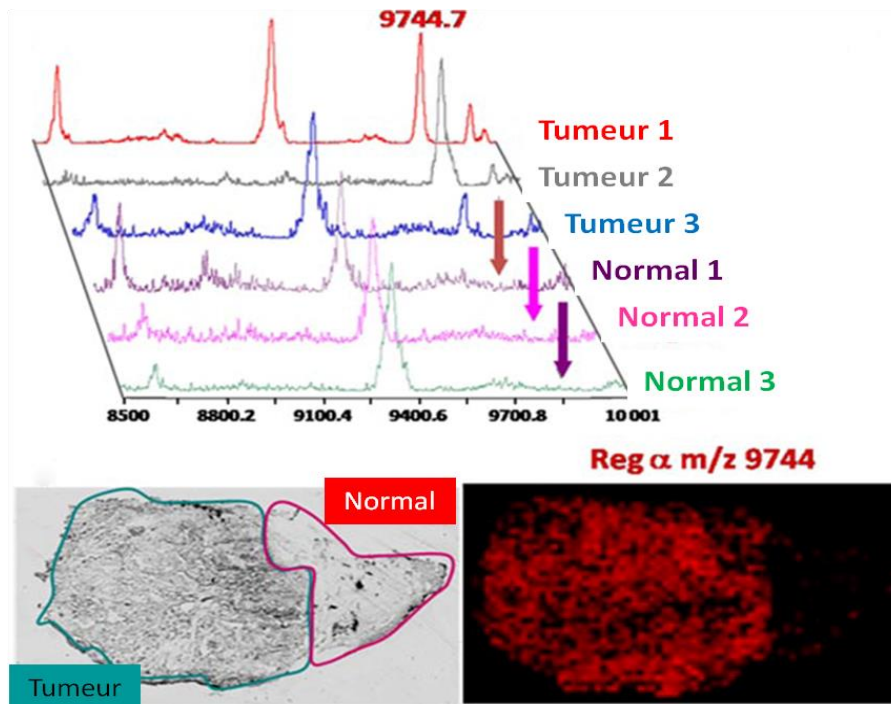 9744.7
Tumeur 1
Tumeur 2
Tumeur 3
Normal 1
Normal 2
Normal 3
8500 8800.2 9100.4 9400.6 9700.8 10 001
Reg α m/z 9744
Normal
Tumeur